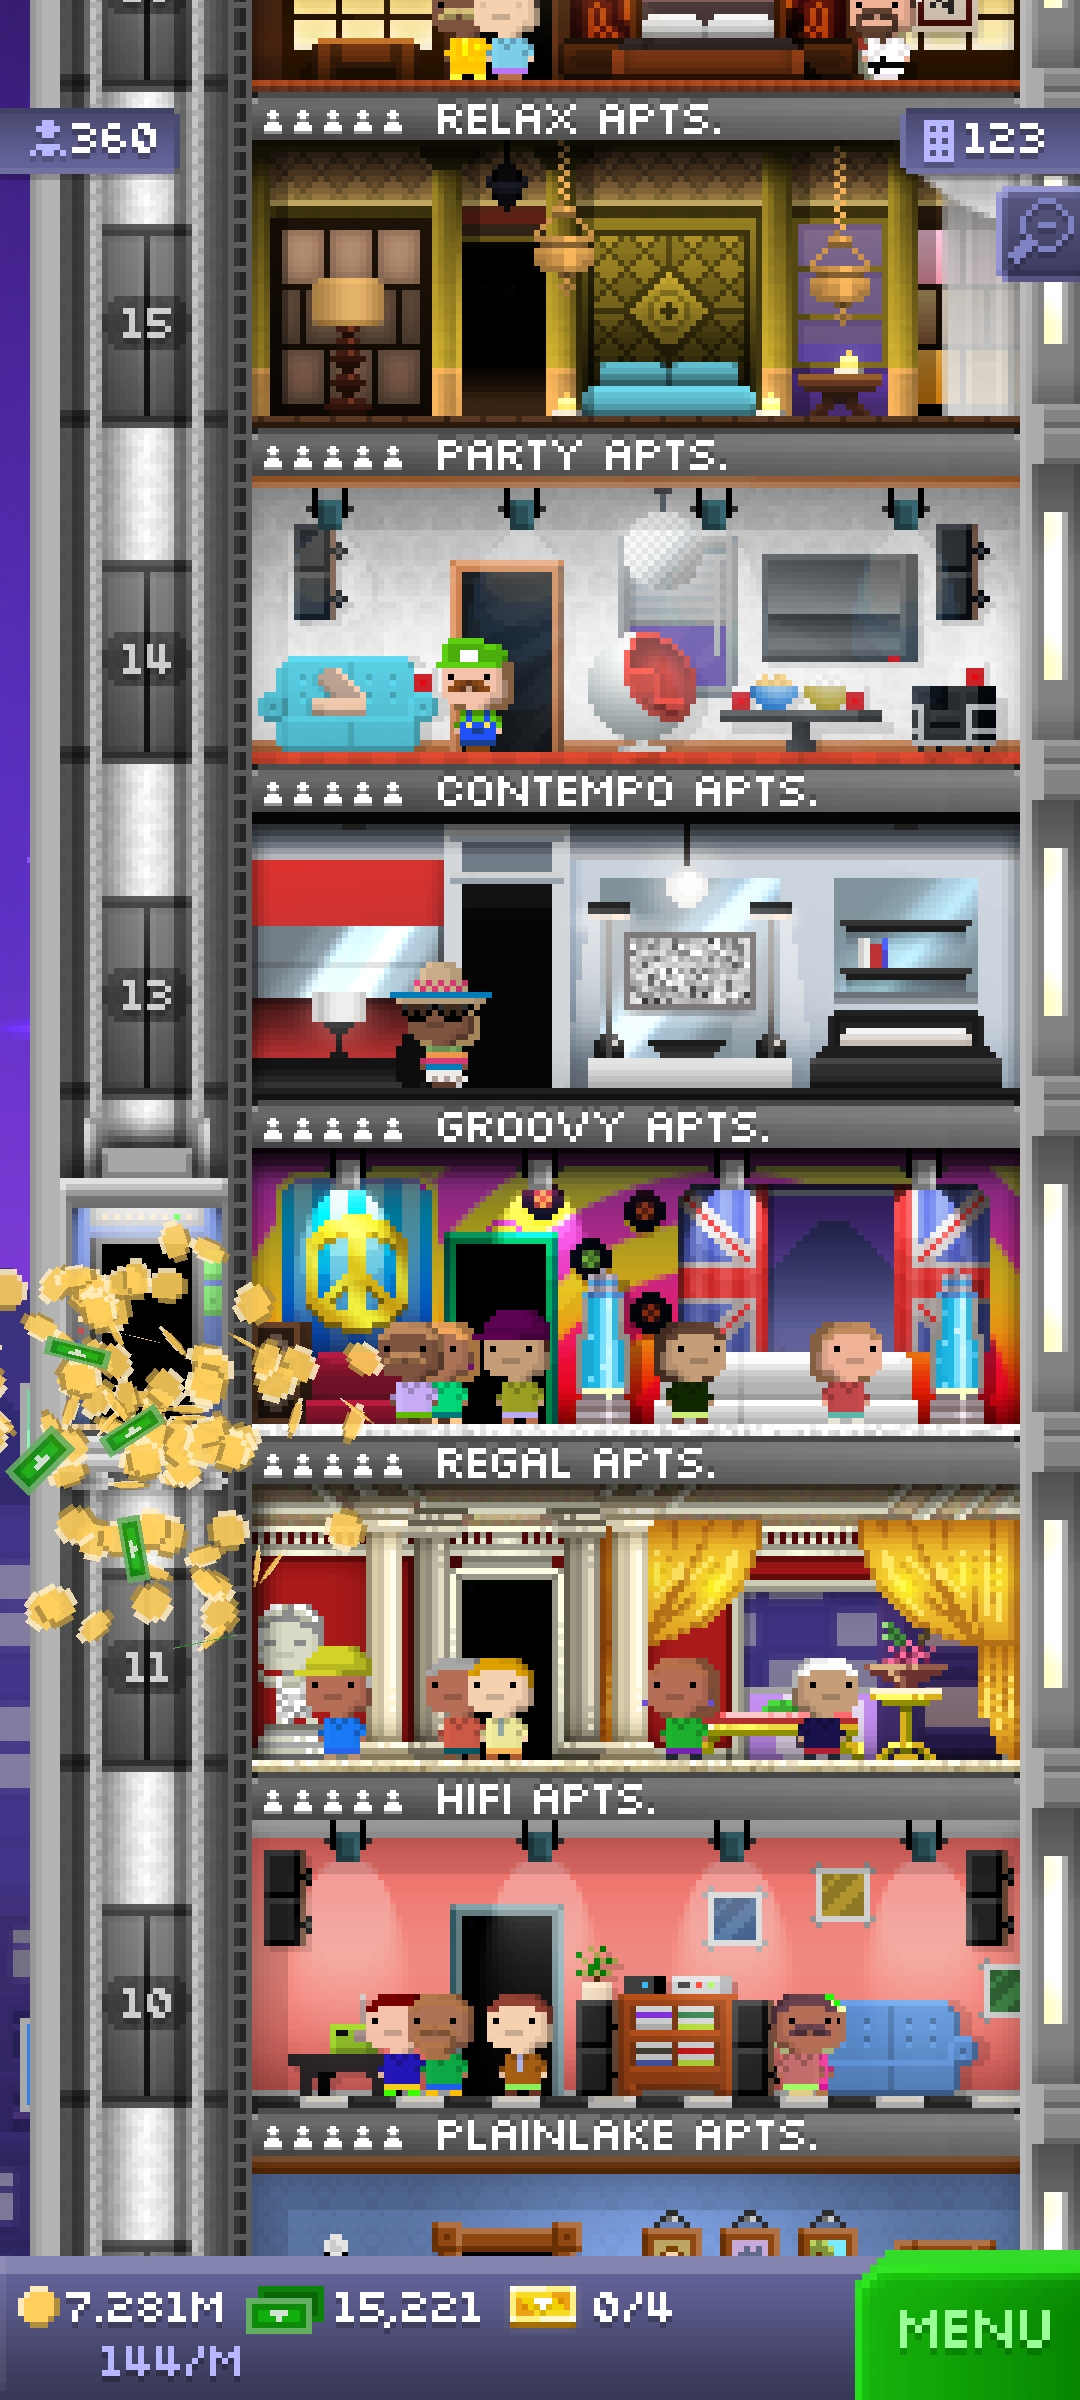 RELAX APTS.
360
123
15
PARTY APTS.
14
CONTEMPO APTS.
13
GROOVY APTS.
REGAL APTS.
11
HIFI APTS.
10
PLAINLAKE APTS.
7.281M 15,221 0/4
144/M
MENU